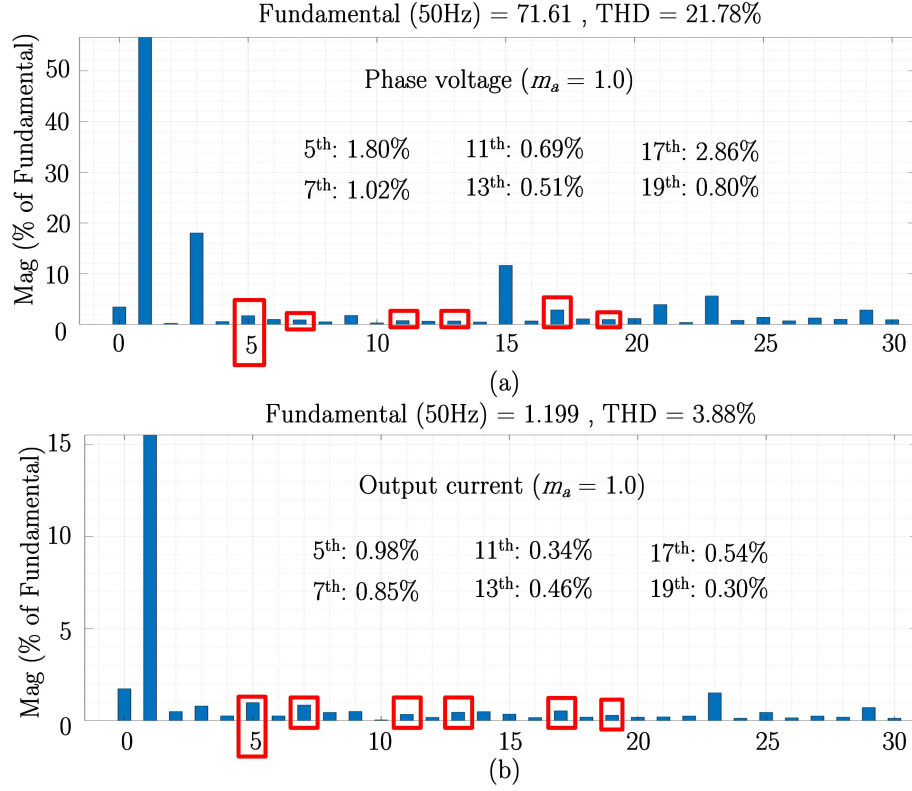 Fundamental (50Hz) = 71.61 , THD = 21.78%
Mag (% of Fundamental)
50
40
30
20
10
0
Phase voltage (mₐ = 1.0)
5ᵗʰ: 1.80% 11ᵗʰ: 0.69% 17ᵗʰ: 2.86%
7ᵗʰ: 1.02% 13ᵗʰ: 0.51% 19ᵗʰ: 0.80%
0 5 10 15 20 25 30
(a)
Fundamental (50Hz) = 1.199 , THD = 3.88%
Mag (% of Fundamental)
15
10
5
0
Output current (mₐ = 1.0)
5ᵗʰ: 0.98% 11ᵗʰ: 0.34% 17ᵗʰ: 0.54%
7ᵗʰ: 0.85% 13ᵗʰ: 0.46% 19ᵗʰ: 0.30%
0 5 10 15 20 25 30
(b)